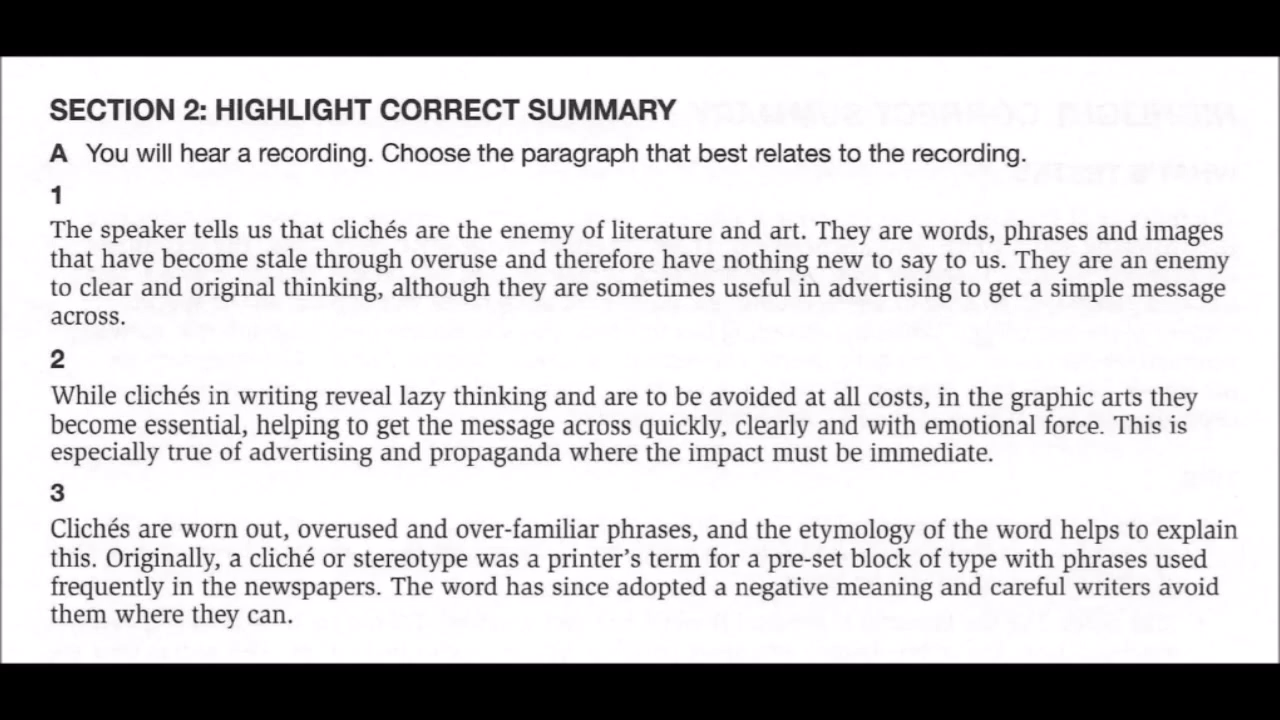 SECTION 2: HIGHLIGHT CORRECT SUMMARY
A You will hear a recording. Choose the paragraph that best relates to the recording.
1
The speaker tells us that clichés are the enemy of literature and art. They are words, phrases and images
that have become stale through overuse and therefore have nothing new to say to us. They are an enemy
to clear and original thinking, although they are sometimes useful in advertising to get a simple message
across.
2
While clichés in writing reveal lazy thinking and are to be avoided at all costs, in the graphic arts they
become essential, helping to get the message across quickly, clearly and with emotional force. This is
especially true of advertising and propaganda where the impact must be immediate.
3
Clichés are worn out, overused and over-familiar phrases, and the etymology of the word helps to explain
this. Originally, a cliché or stereotype was a printer's term for a pre-set block of type with phrases used
frequently in the newspapers. The word has since adopted a negative meaning and careful writers avoid
them where they can.